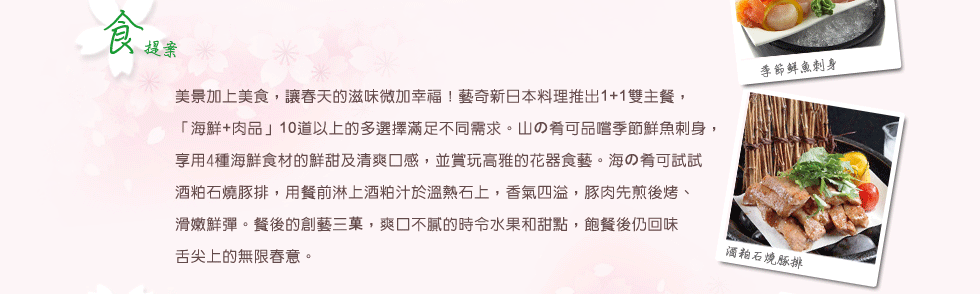 食提案
季節鮮魚刺身
美景加上美食，讓春天的滋味微加幸福！藝奇新日本料理推出1+1雙主餐，
「海鮮+肉品」10道以上的多選擇滿足不同需求。山の肴可品嚐季節鮮魚刺身，
享用4種海鮮食材的鮮甜及清爽口感，並賞玩高雅的花器食藝。海の肴可試試
酒粕石燒豚排，用餐前淋上酒粕汁於溫熱石上，香氣四溢，豚肉先煎後烤、
滑嫩鮮彈。餐後的創藝三菓，爽口不膩的時令水果和甜點，飽餐後仍回味
舌尖上的無限春意。
酒粕石燒豚排